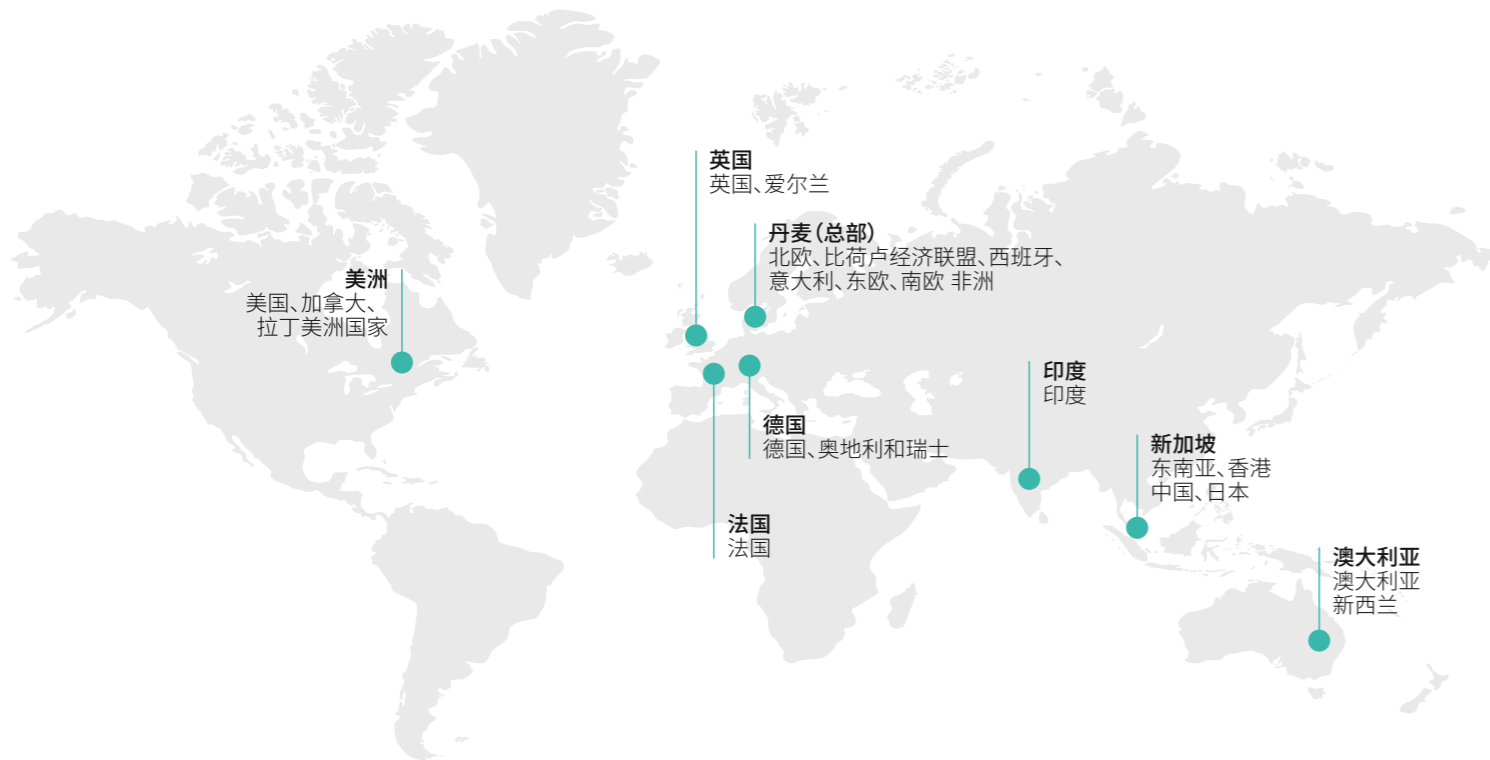 英国
英国、爱尔兰
丹麦（总部）
北欧、比荷卢经济联盟、西班牙、
意大利、东欧、南欧 非洲
美洲
美国、加拿大、
拉丁美洲国家
印度
印度
德国
德国、奥地利和瑞士
新加坡
东南亚、香港
中国、日本
法国
法国
澳大利亚
澳大利亚
新西兰